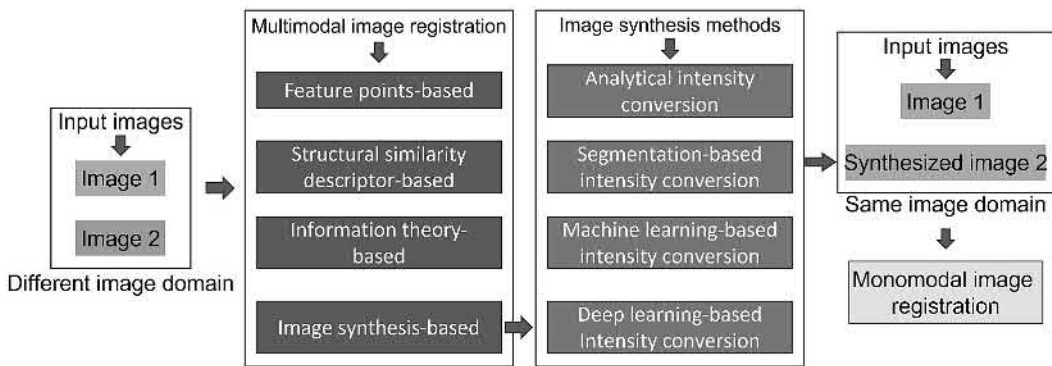 Input images
Image 1
Image 2
Different image domain
Multimodal image registration
Feature points-based
Structural similarity
descriptor-based
Information theory-
based
Image synthesis-based
Image synthesis methods
Analytical intensity
conversion
Segmentation-based
intensity conversion
Machine learning-based
intensity conversion
Deep learning-based
Intensity conversion
Input images
Image 1
Synthesized image 2
Same image domain
Monomodal image
registration